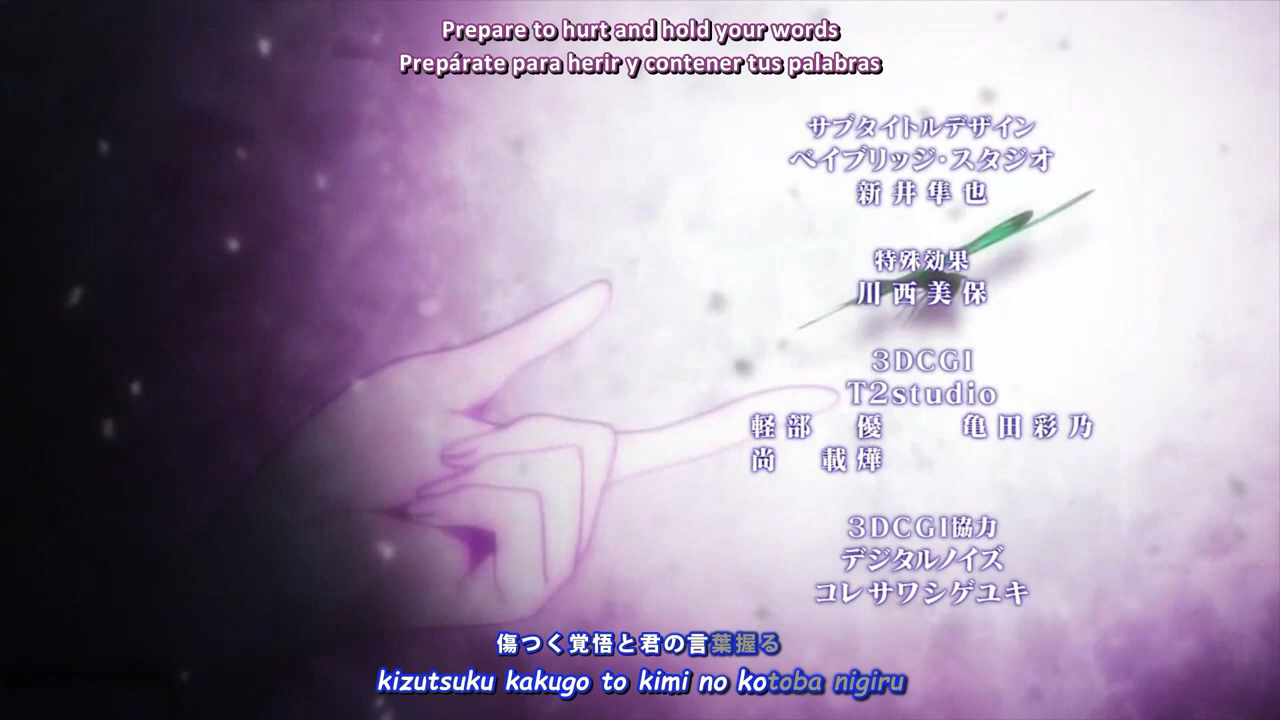 Prepare to hurt and hold your words
Prepárate para herir y contener tus palabras
サブタイトルデザイン
ベイブリッジ・スタジオ
新井隼也
特殊効果
川西美保
3DCGI
T2studio
軽部 優 亀田彩乃
尚 載燁
3DCGI協力
デジタルノイズ
コレサワシゲユキ
傷つく覚悟と君の言葉握る
kizutsuku kakugo to kimi no kotoba nigiru